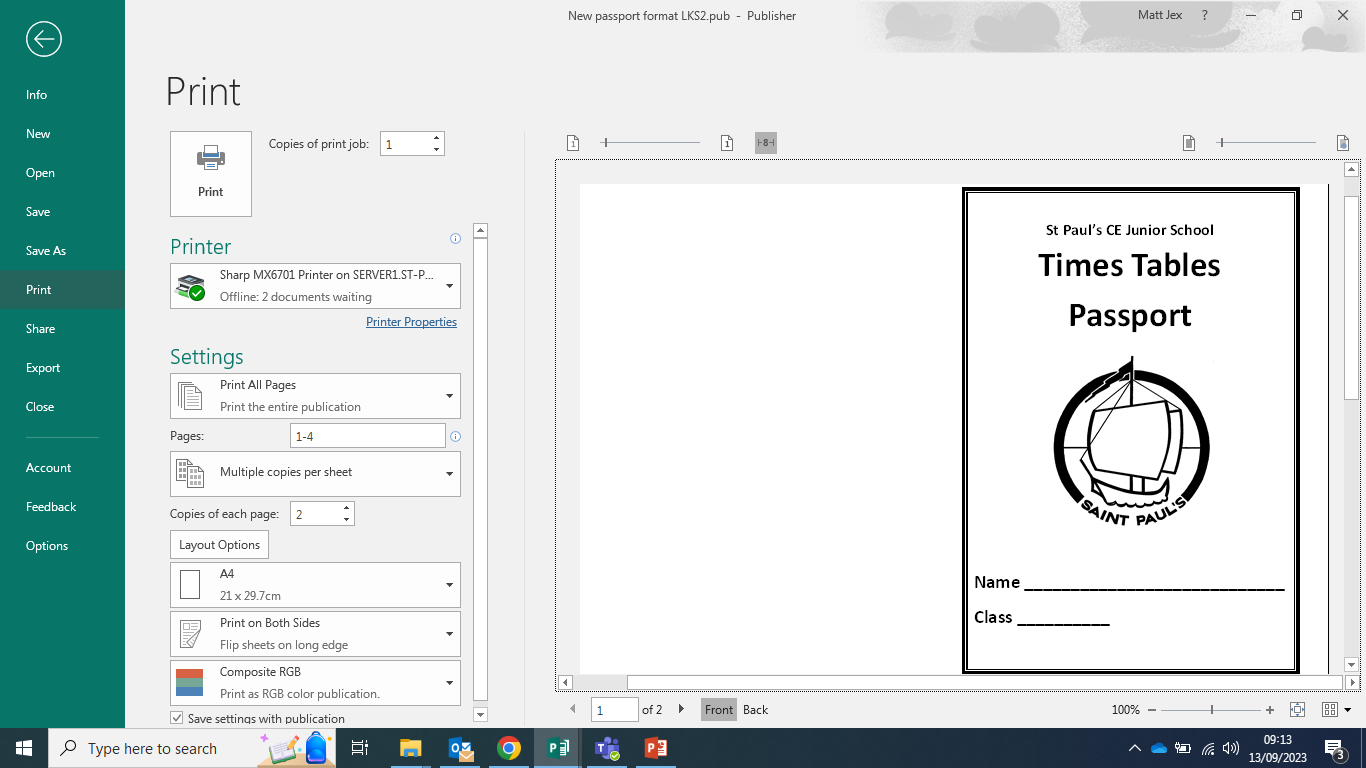 New passport format LKS2.pub - Publisher
Matt Jex
?
Info
New
Open
Save
Save As
Print
Share
Export
Close
Account
Feedback
Options
Print
Print
Copies of print job:
1
Printer
Sharp MX6701 Printer on SERVER1.ST-P...
Offline: 2 documents waiting
Printer Properties
Settings
Print All Pages
Print the entire publication
Pages:
1-4
Multiple copies per sheet
Copies of each page:
2
Layout Options
A4
21 x 29.7cm
Print on Both Sides
Flip sheets on long edge
Composite RGB
Print as RGB color publication.
Save settings with publication
1
1
8
St Paul's CE Junior School
Times Tables
Passport
SAINT PAUL'S
Name ____________________________
Class __________
1 of 2
Front Back
100%
Type here to search
09:13
13/09/2023
3